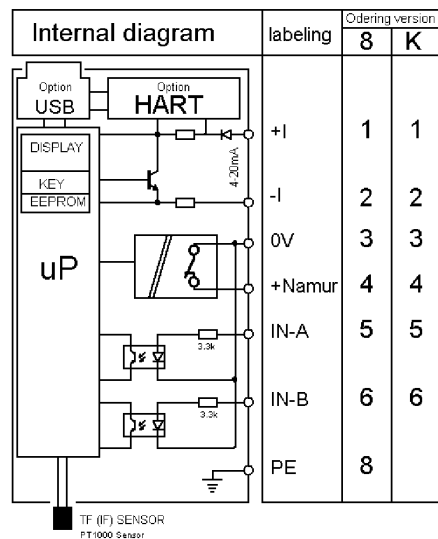 Internal diagram
labeling
Odering version
8 K
Option
USB
Option
HART
DISPLAY
KEY
EEPROM
uP
4-20mA
+I 1 1
-I 2 2
0V 3 3
+Namur 4 4
IN-A 5 5
3.3k
IN-B 6 6
3.3k
PE 8
TF (IF) SENSOR
PT1000 Sensor